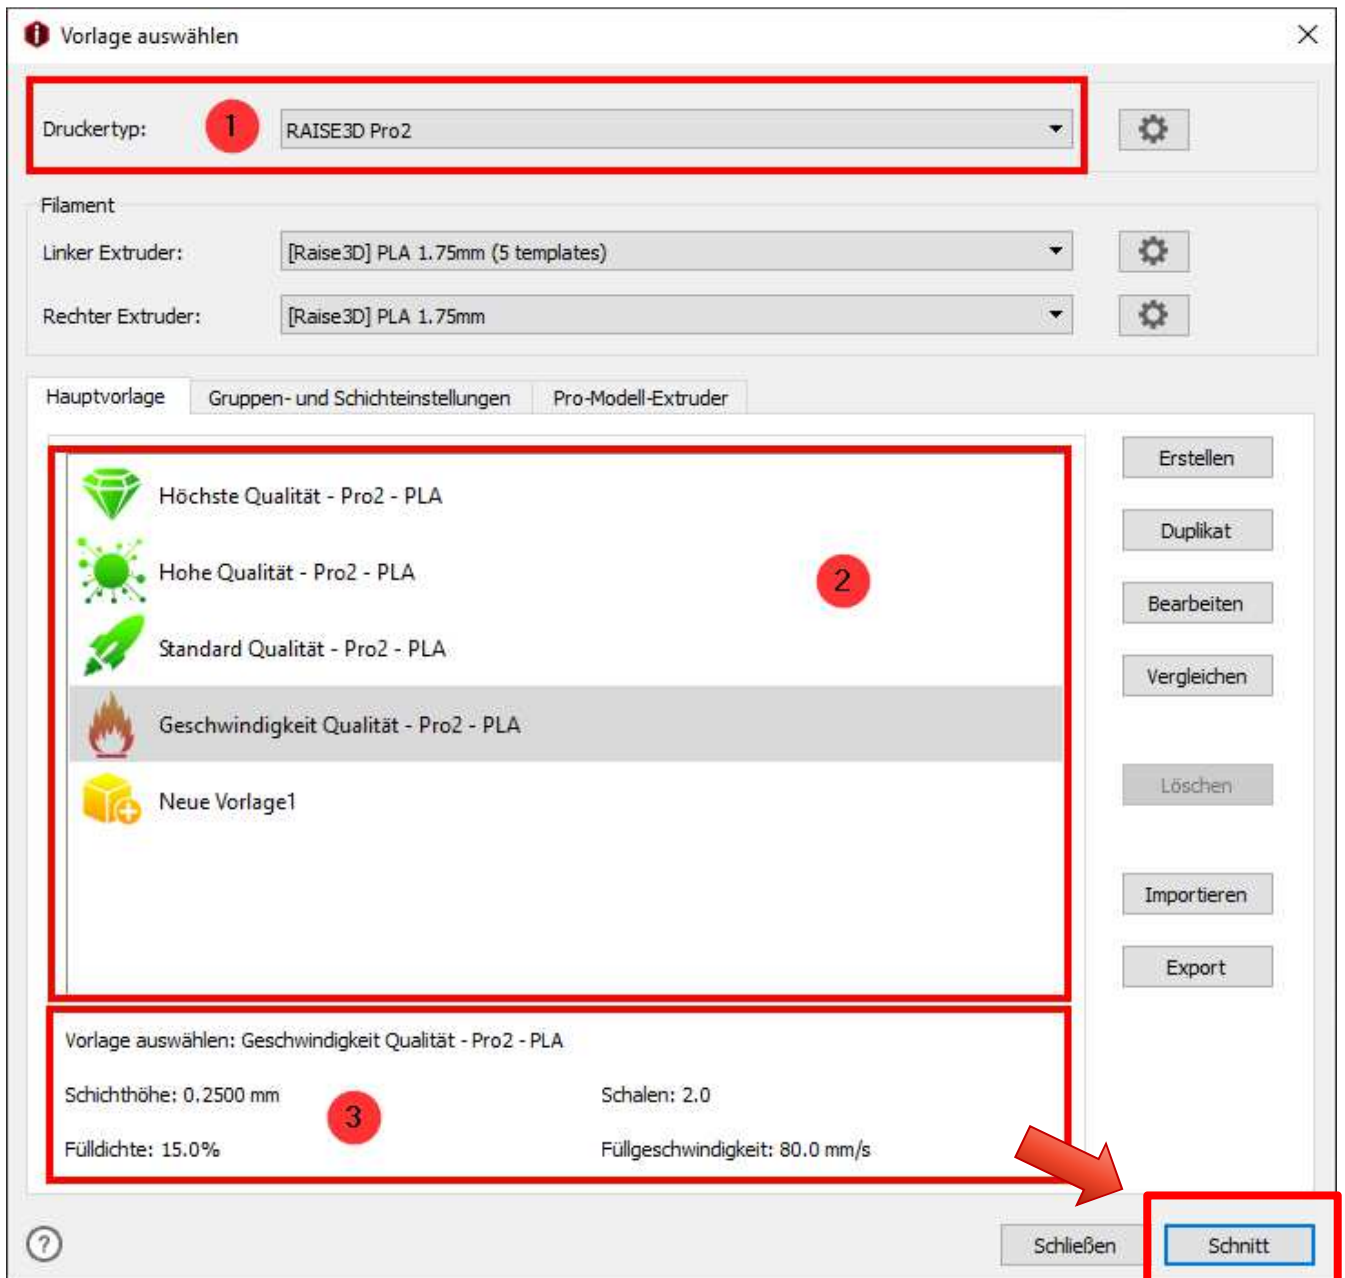 Vorlage auswählen
Druckertyp: 1 RAISE3D Pro2
Filament
Linker Extruder: [Raise3D] PLA 1.75mm (5 templates)
Rechter Extruder: [Raise3D] PLA 1.75mm
Hauptvorlage Gruppen- und Schichteinstellungen Pro-Modell-Extruder
Erstellen
Höchste Qualität - Pro2 - PLA
Duplikat
Hohe Qualität - Pro2 - PLA
2
Bearbeiten
Standard Qualität - Pro2 - PLA
Vergleichen
Geschwindigkeit Qualität - Pro2 - PLA
Löschen
Neue Vorlage1
Importieren
Export
Vorlage auswählen: Geschwindigkeit Qualität - Pro2 - PLA
Schichthöhe: 0.2500 mm Schalen: 2.0
3
Fülldichte: 15.0% Füllgeschwindigkeit: 80.0 mm/s
? Schließen Schnitt